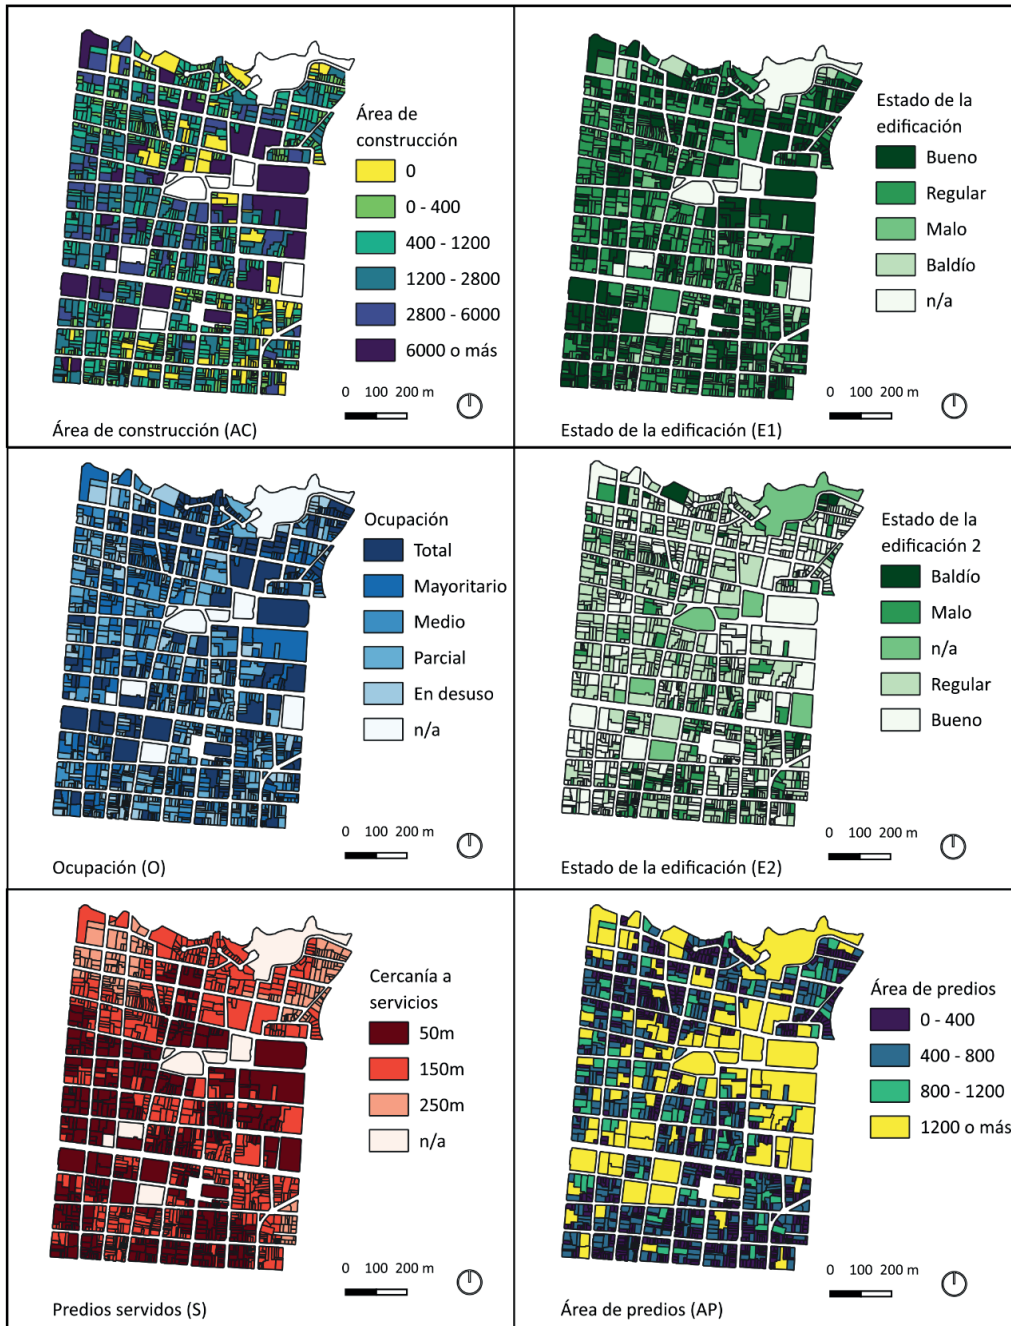 Área de
construcción
0
0 - 400
400 - 1200
1200 - 2800
2800 - 6000
6000 o más
0 100 200 m
Área de construcción (AC)
Estado de la
edificación
Bueno
Regular
Malo
Baldío
n/a
0 100 200 m
Estado de la edificación (E1)
Ocupación
Total
Mayoritario
Medio
Parcial
En desuso
n/a
0 100 200 m
Ocupación (O)
Estado de la
edificación 2
Baldío
Malo
n/a
Regular
Bueno
0 100 200 m
Estado de la edificación (E2)
Cercanía a
servicios
50m
150m
250m
n/a
0 100 200 m
Predios servidos (S)
Área de predios
0 - 400
400 - 800
800 - 1200
1200 o más
0 100 200 m
Área de predios (AP)